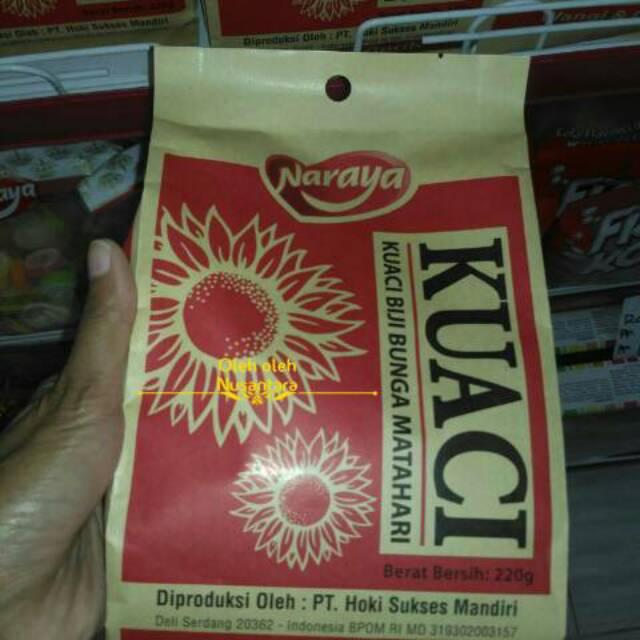 Diproduksi Oleh : PT. Hoki Sukses Mandiri
Naraya
KUACI
KUACI BIJI BUNGA MATAHARI
Oleh oleh
Nusantara
Berat Bersih: 220g
Diproduksi Oleh : PT. Hoki Sukses Mandiri
Deli Serdang 20362 - Indonesia BPOM RI MD 319302003157